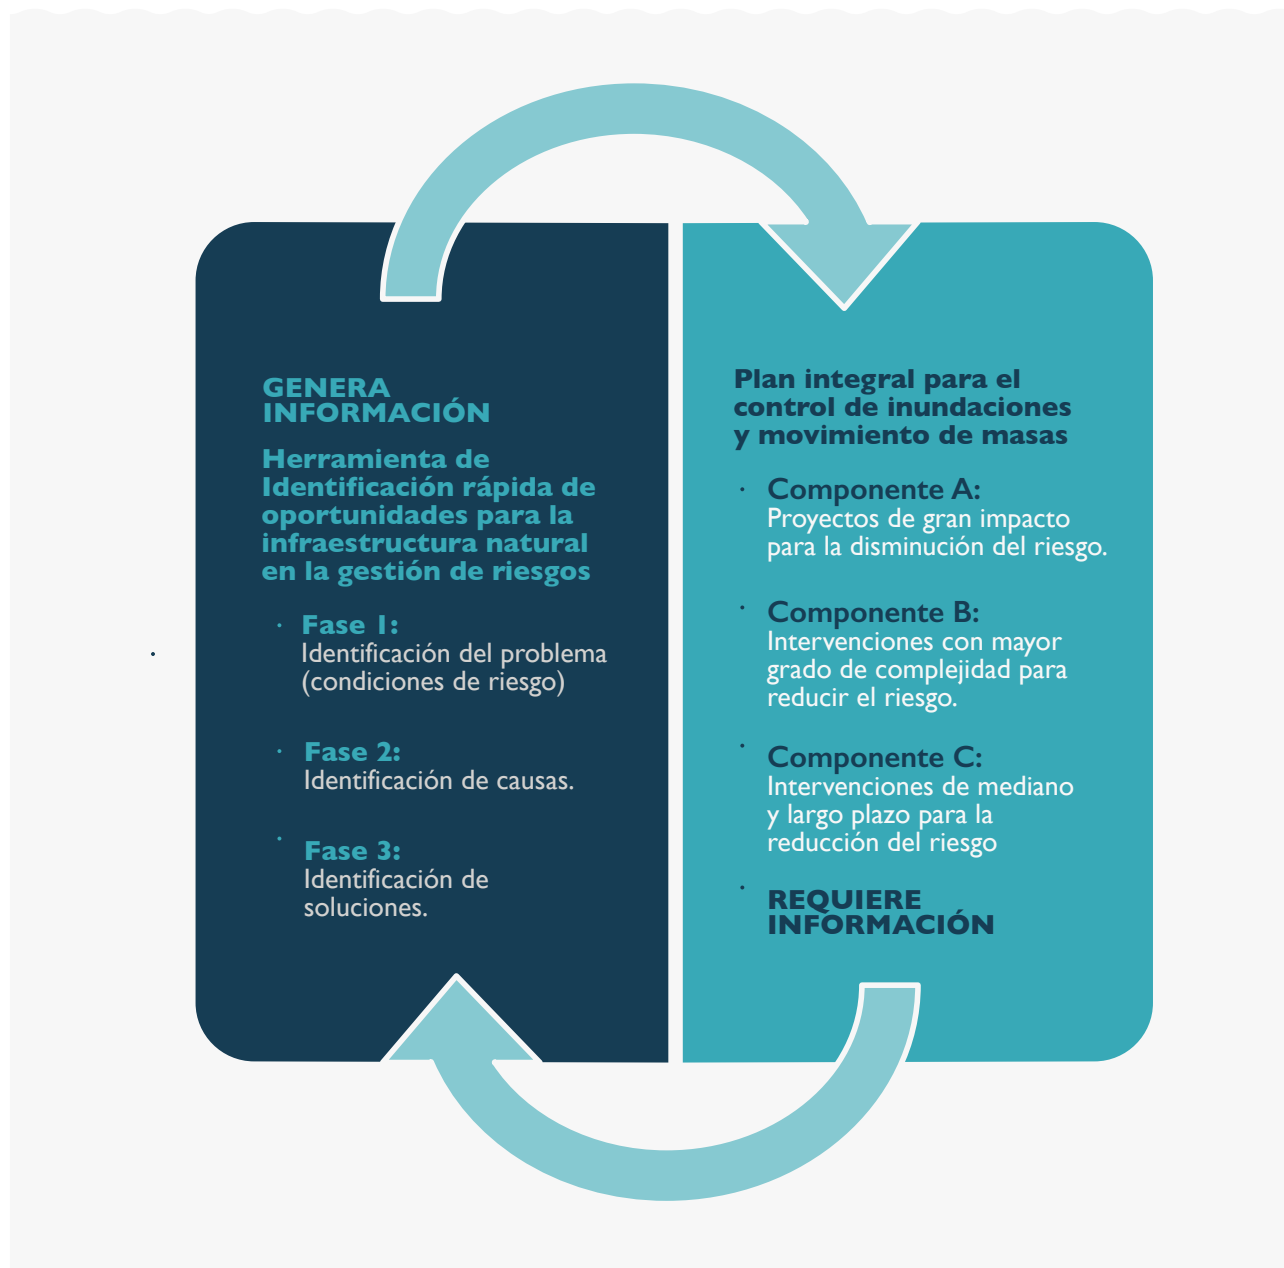 GENERA
INFORMACIÓN
Herramienta de
Identificación rápida de
oportunidades para la
infraestructura natural
en la gestión de riesgos
· Fase 1:
Identificación del problema
(condiciones de riesgo)
· Fase 2:
Identificación de causas.
· Fase 3:
Identificación de
soluciones.
Plan integral para el
control de inundaciones
y movimiento de masas
· Componente A:
Proyectos de gran impacto
para la disminución del riesgo.
· Componente B:
Intervenciones con mayor
grado de complejidad para
reducir el riesgo.
· Componente C:
Intervenciones de mediano
y largo plazo para la
reducción del riesgo
· REQUIERE
INFORMACIÓN